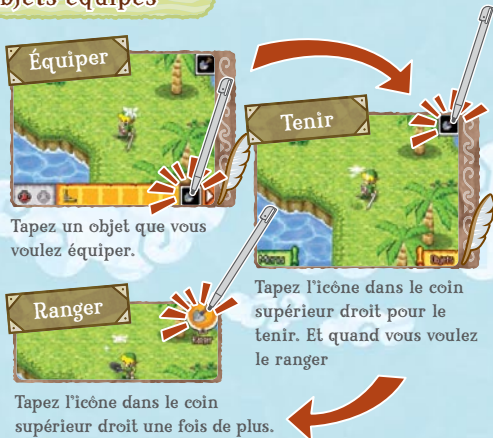 bjets équipés
Équiper
Tapez un objet que vous
voulez équiper.
Tenir
Menus
Objets
Tapez l'icône dans le coin
supérieur droit pour le
tenir. Et quand vous voulez
le ranger
Ranger
Tapez l'icône dans le coin
supérieur droit une fois de plus.